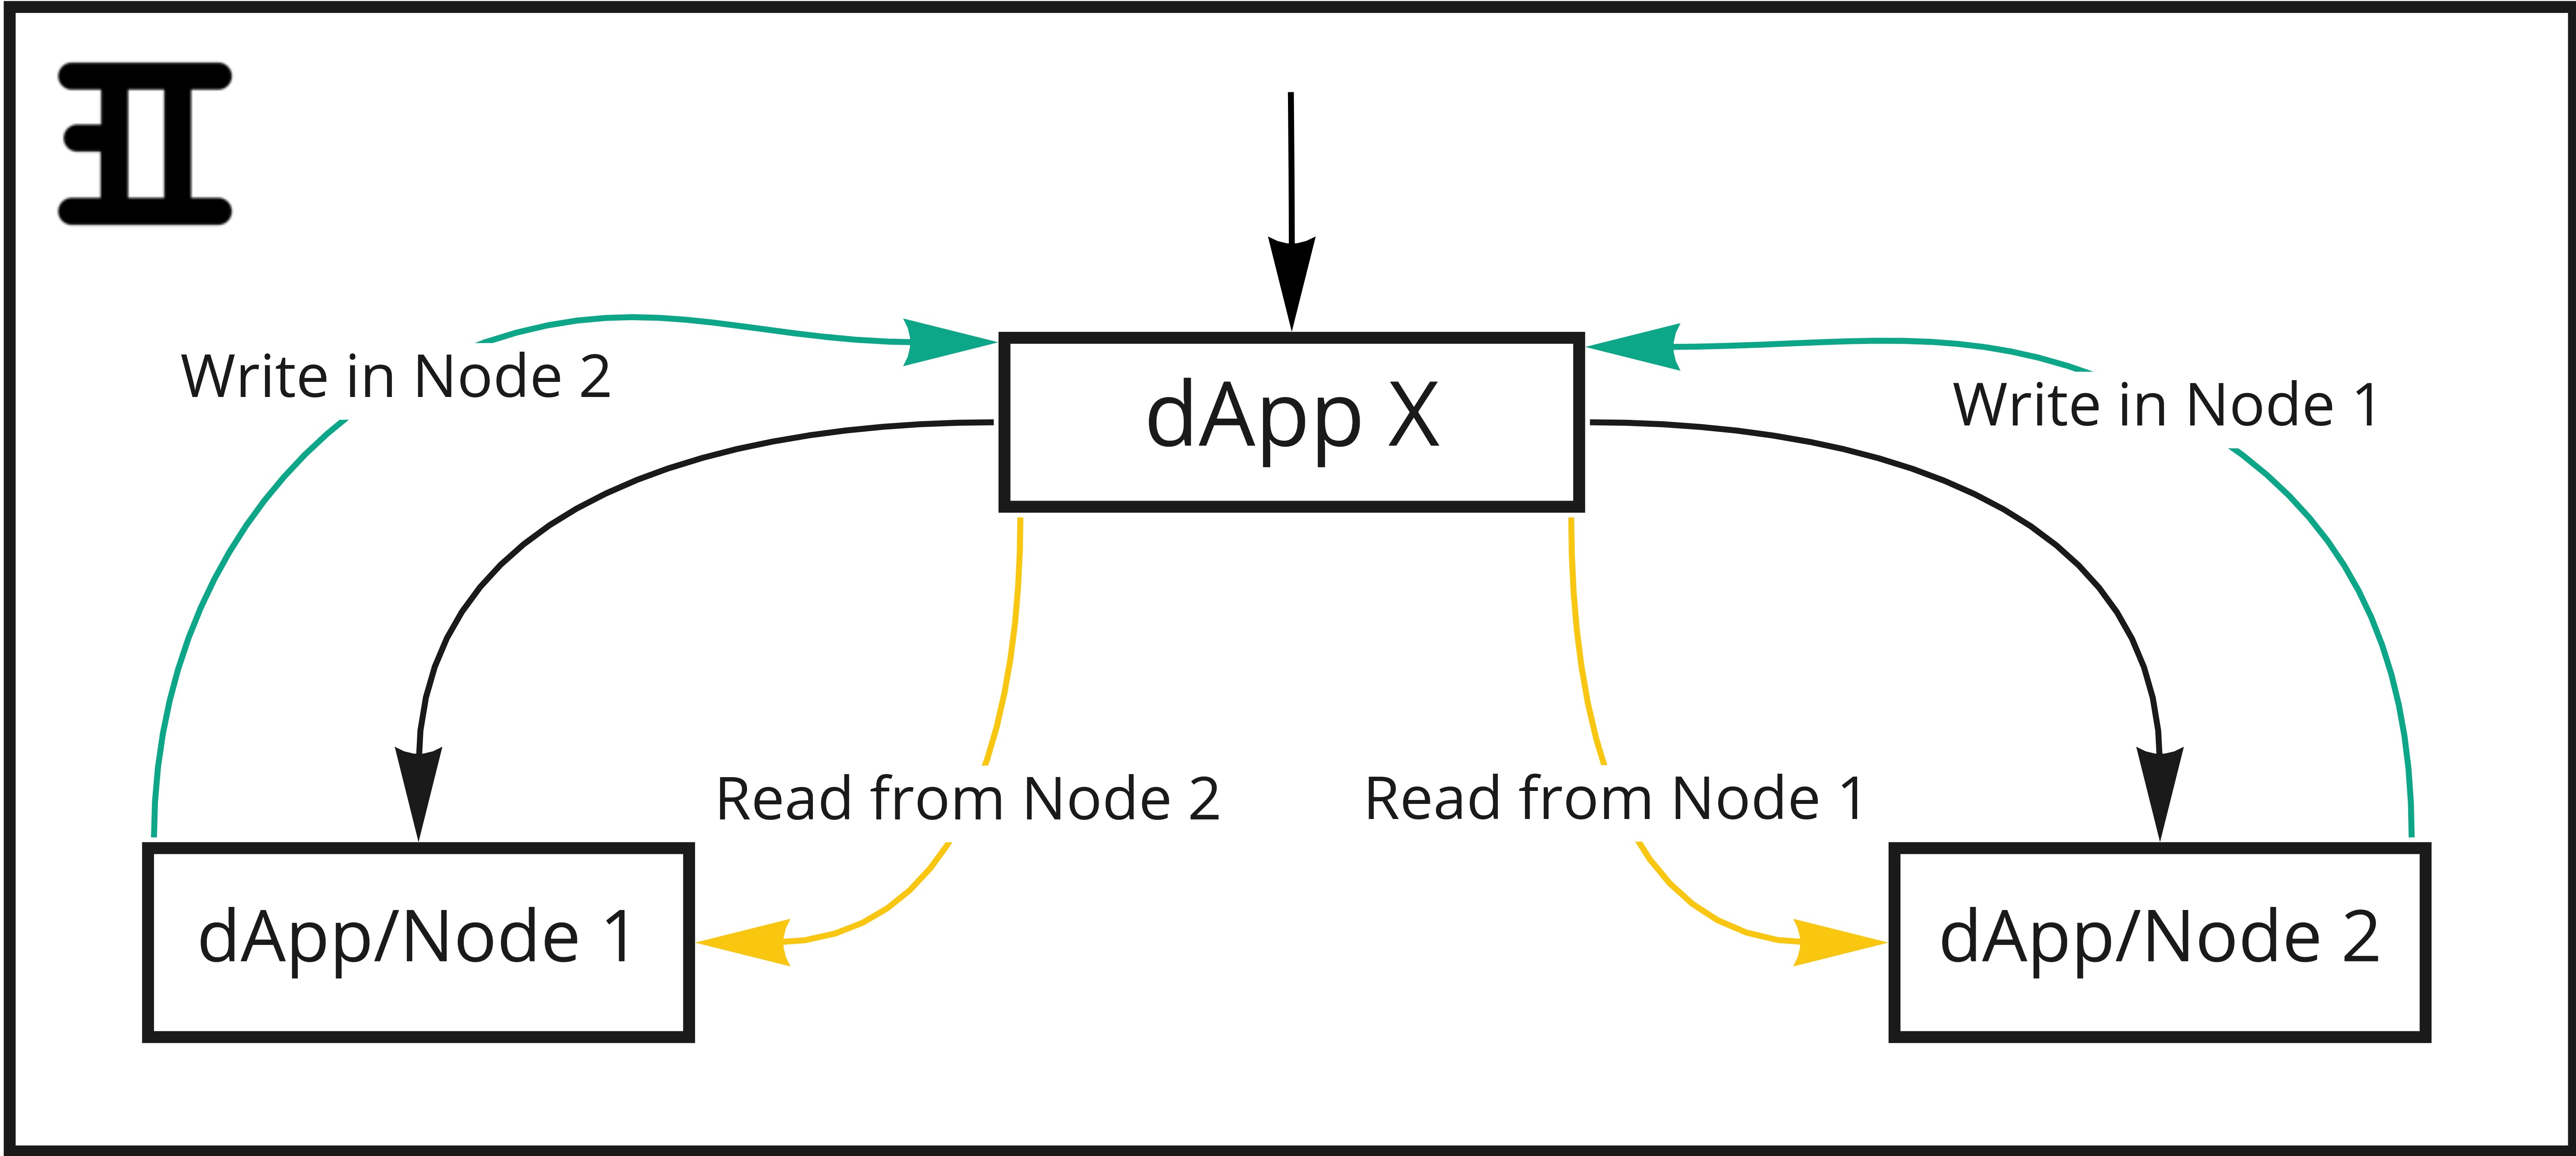 dApp X
Write in Node 2
Write in Node 1
Read from Node 2
Read from Node 1
dApp/Node 1
dApp/Node 2